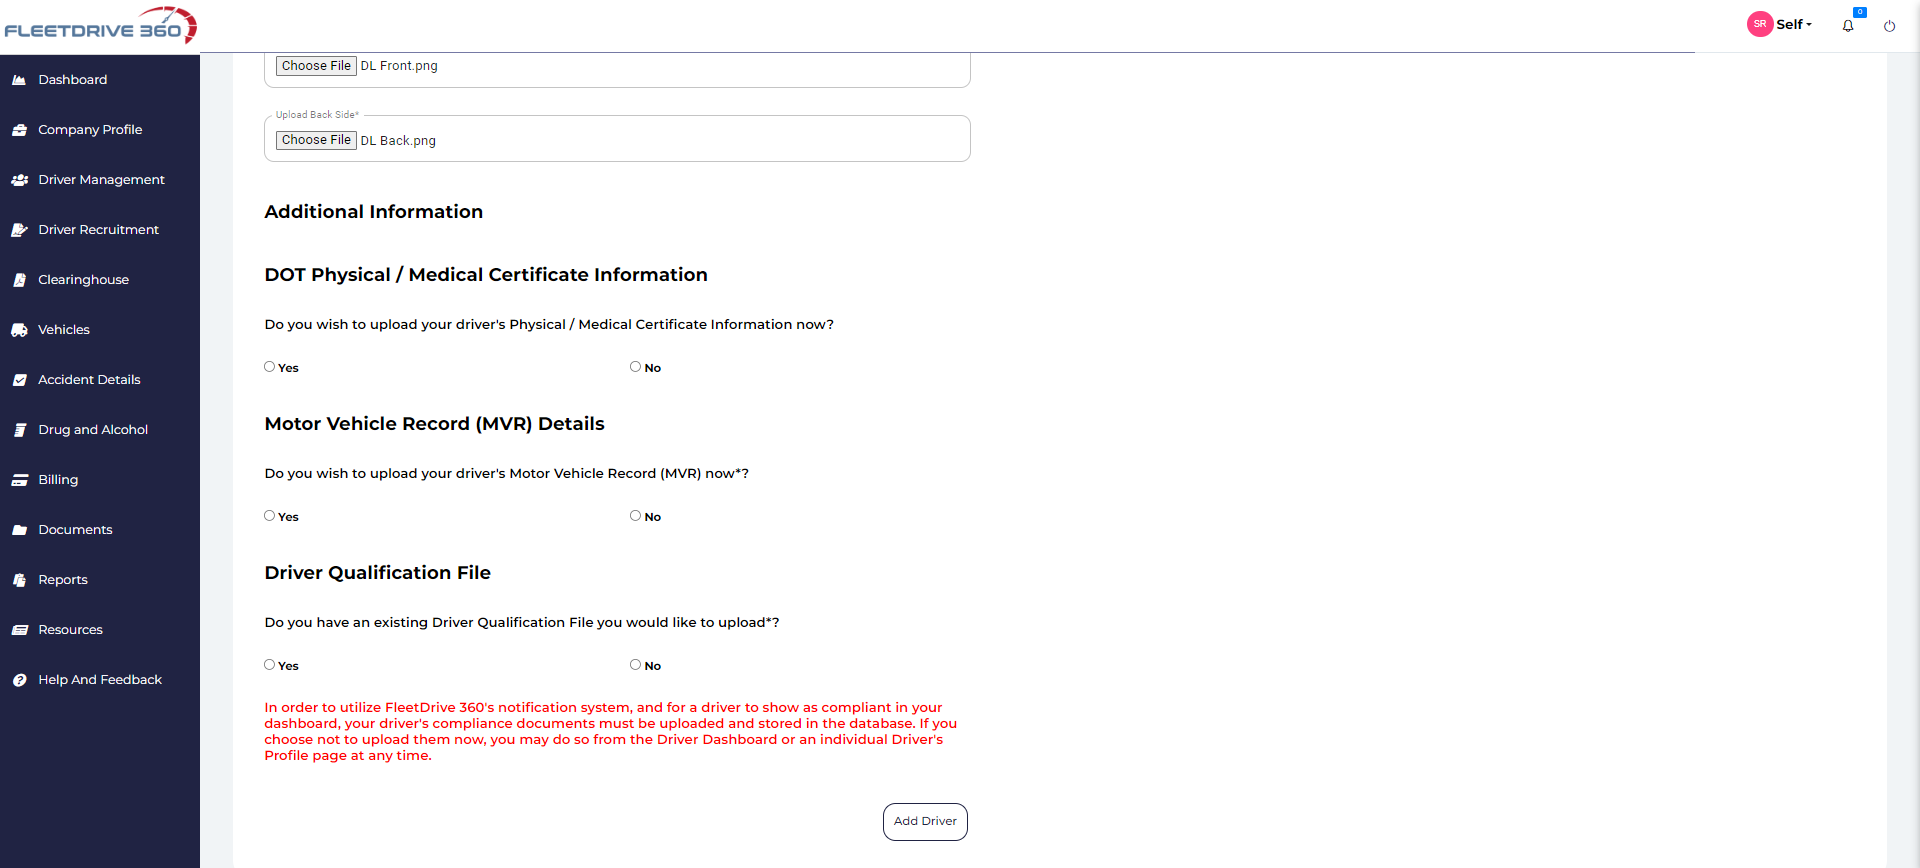 FLEETDRIVE 360
SR Self
0
Dashboard
Company Profile
Driver Management
Driver Recruitment
Clearinghouse
Vehicles
Accident Details
Drug and Alcohol
Billing
Documents
Reports
Resources
Help And Feedback
Choose File DL Front.png
Upload Back Side*
Choose File DL Back.png
Additional Information
DOT Physical / Medical Certificate Information
Do you wish to upload your driver's Physical / Medical Certificate Information now?
Yes No
Motor Vehicle Record (MVR) Details
Do you wish to upload your driver's Motor Vehicle Record (MVR) now*?
Yes No
Driver Qualification File
Do you have an existing Driver Qualification File you would like to upload*?
Yes No
In order to utilize FleetDrive 360's notification system, and for a driver to show as compliant in your
dashboard, your driver's compliance documents must be uploaded and stored in the database. If you
choose not to upload them now, you may do so from the Driver Dashboard or an individual Driver's
Profile page at any time.
Add Driver